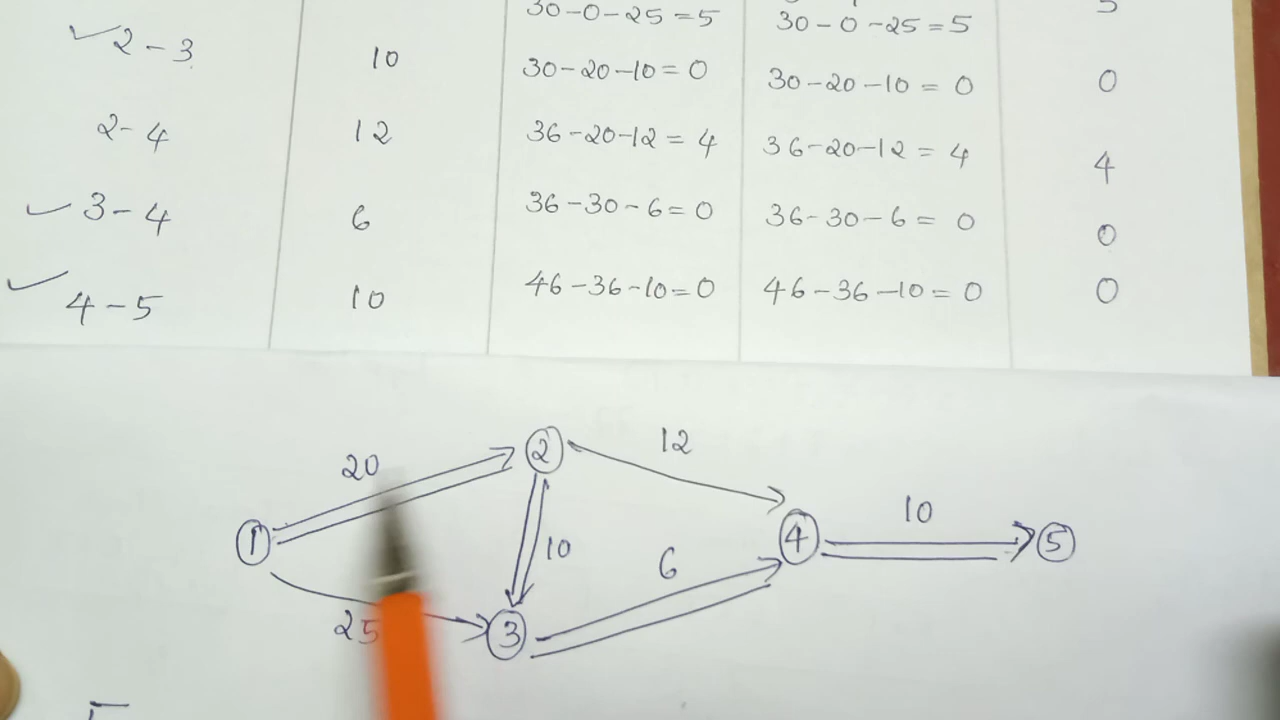 30-0-25=5 30-0-25=5 5
✓2-3 10 30-20-10=0 30-20-10=0 0
2-4 12 36-20-12=4 36-20-12=4 4
✓3-4 6 36-30-6=0 36-30-6=0 0
✓4-5 10 46-36-10=0 46-36-10=0 0
20 2 12
1 10 6 4 10 5
25 3